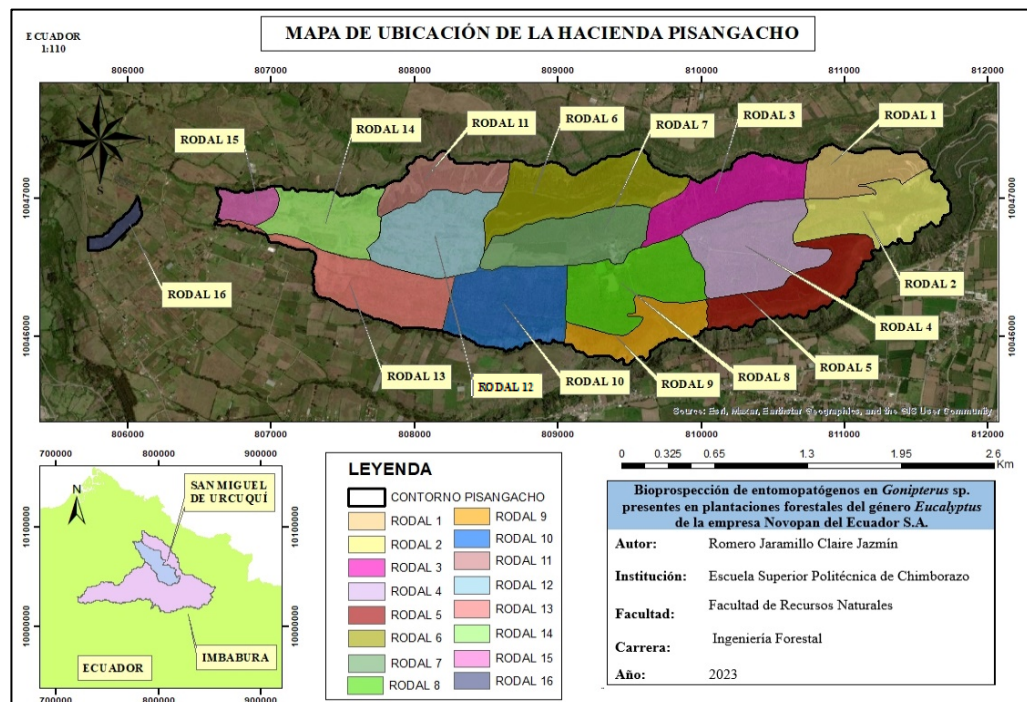 MAPA DE UBICACIÓN DE LA HACIENDA PISANGACHO
ECUADOR
1:110
806000 807000 808000 809000 810000 811000 812000
10047000
10046000
10047000
10046000
S
RODAL 15
RODAL 14
RODAL 11
RODAL 6
RODAL 7
RODAL 3
RODAL 1
RODAL 16
RODAL 2
RODAL 4
RODAL 5
RODAL 13
RODAL 12
RODAL 10
RODAL 9
RODAL 8
Source: Esri, Maxar, Earthstar Geographics, and the GIS User Community
806000 807000 808000 809000 810000 811000 812000
700000 800000 900000
N
SAN MIGUEL
DE URCUQUÍ
10100000
10000000
10100000
10000000
IMBABURA
ECUADOR
700000 800000 900000
LEYENDA
CONTORNO PISANGACHO
RODAL 1
RODAL 2
RODAL 3
RODAL 4
RODAL 5
RODAL 6
RODAL 7
RODAL 8
RODAL 9
RODAL 10
RODAL 11
RODAL 12
RODAL 13
RODAL 14
RODAL 15
RODAL 16
0 0.325 0.65 1.3 1.95 2.6
Km
Bioprospección de entomopatógenos en Gonipterus sp.
presentes en plantaciones forestales del género Eucalyptus
de la empresa Novopan del Ecuador S.A.
Autor: Romero Jaramillo Claire Jazmín
Institución: Escuela Superior Politécnica de Chimborazo
Facultad: Facultad de Recursos Naturales
Carrera: Ingeniería Forestal
Año: 2023